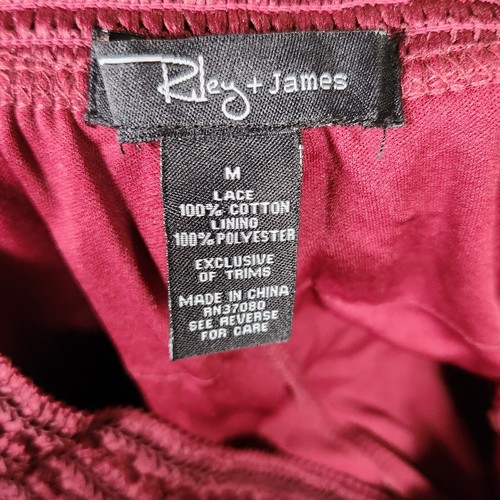 Riley + James
M
LACE
100% COTTON
LINING
100% POLYESTER
EXCLUSIVE
OF TRIMS
MADE IN CHINA
RN37080
SEE REVERSE
FOR CARE